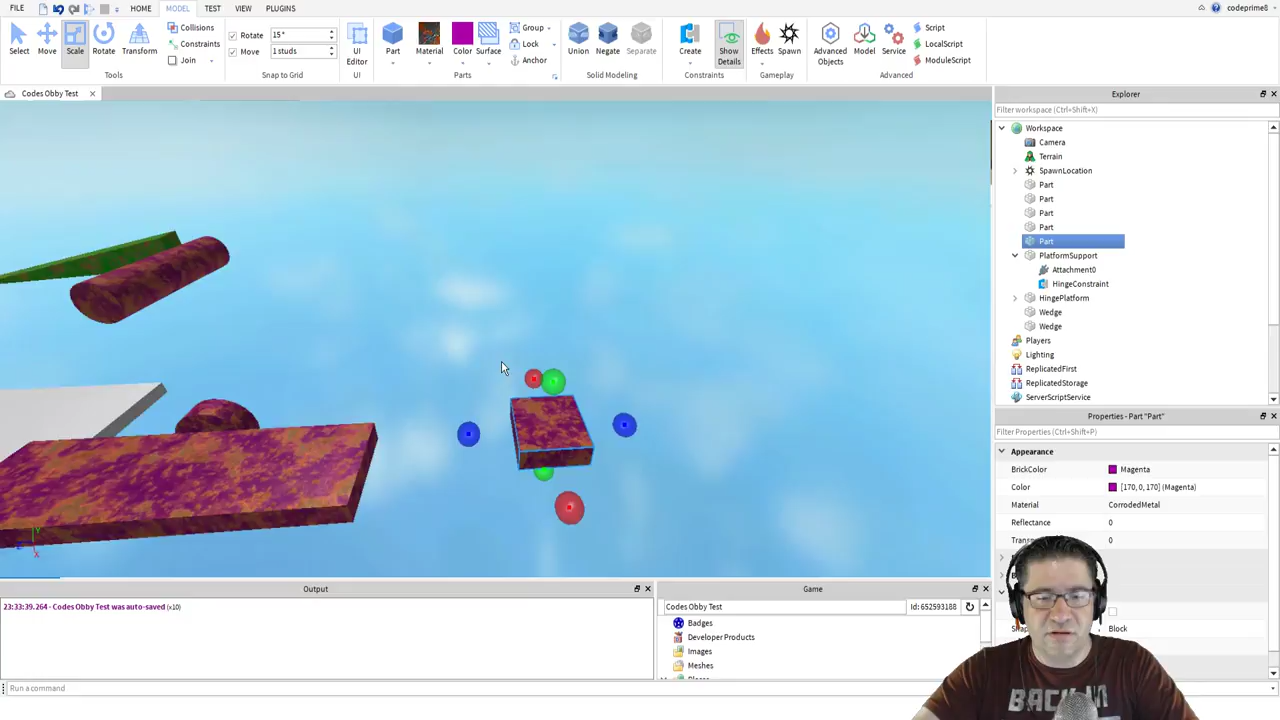 FILE HOME MODEL TEST VIEW PLUGINS codeprime8
Select Move Scale Rotate Transform
Collisions
Constraints
Join
Tools
Rotate 15°
Move 1 studs
Snap to Grid
UI Editor
UI
Part Material Color Surface
Group
Lock
Anchor
Parts
Union Negate Separate
Solid Modeling
Create Show Details
Constraints
Effects Spawn
Gameplay
Advanced Objects Model Service
Script
LocalScript
ModuleScript
Advanced
Codes Obby Test
Explorer
Filter workspace (Ctrl+Shift+X)
Workspace
Camera
Terrain
SpawnLocation
Part
Part
Part
Part
Part
PlatformSupport
Attachment0
HingeConstraint
HingePlatform
Wedge
Wedge
Players
Lighting
ReplicatedFirst
ReplicatedStorage
ServerScriptService
Properties - Part "Part"
Filter Properties (Ctrl+Shift+P)
Appearance
BrickColor Magenta
Color [170, 0, 170] (Magenta)
Material CorrodedMetal
Reflectance 0
0
Block
Y
Z
X
Output
23:33:39.264 - Codes Obby Test was auto-saved (x10)
Game
Codes Obby Test Id: 652593188
Badges
Developer Products
Images
Meshes
Run a command
BACK IN